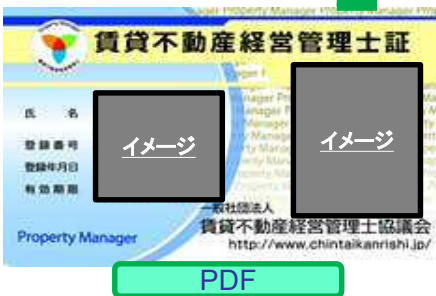 賃貸不動産経営管理士証
氏 名
登録番号
登録年月日
有効期限
イメージ
イメージ
一般社団法人
賃貸不動産経営管理士協議会
Property Manager
http://www.chintaikanrishi.jp/
PDF